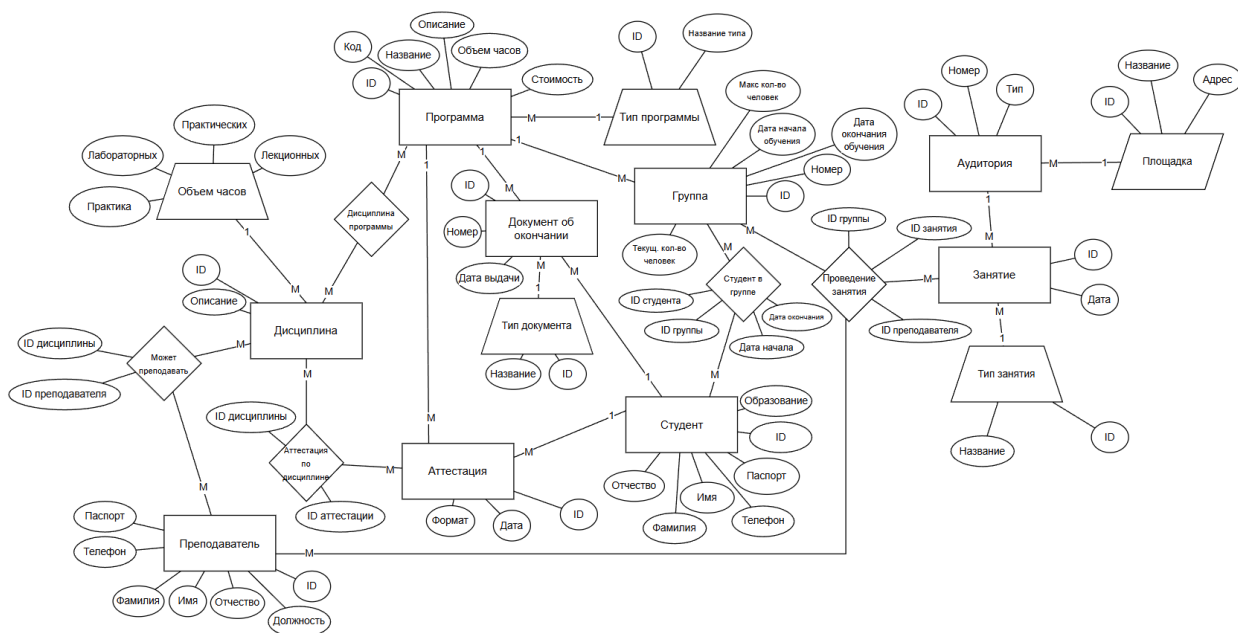 Описание
Код
Название
Объем часов
ID
Стоимость
Программа
М
1
ID
Название типа
Тип программы
Макс кол-во
человек
Дата начала
обучения
Дата
окончания
обучения
Номер
ID
Группа
Текущ. кол-во
человек
1
М
Номер
ID
Тип
Аудитория
М
1
Название
ID
Адрес
Площадка
Практических
Лабораторных
Лекционных
Практика
Объем часов
1
М
М
Дисциплина
программы
М
1
1
М
ID
Номер
Документ об
окончании
Дата выдачи
М
1
Тип документа
Название
ID
М
1
М
Студент в
группе
ID студента
ID группы
Дата окончания
Дата начала
М
М
ID группы
ID занятия
Проведение
занятия
ID преподавателя
М
1
М
Занятие
ID
Дата
М
1
Тип занятия
Название
ID
ID
Описание
Дисциплина
ID дисциплины
Может
преподавать
ID преподавателя
М
М
М
ID дисциплины
Аттестация
по
дисциплине
ID аттестации
М
М
Аттестация
Формат
Дата
ID
М
1
Студент
Образование
ID
Паспорт
Отчество
Имя
Фамилия
Телефон
Паспорт
Телефон
Преподаватель
М
Фамилия
Имя
Отчество
ID
Должность